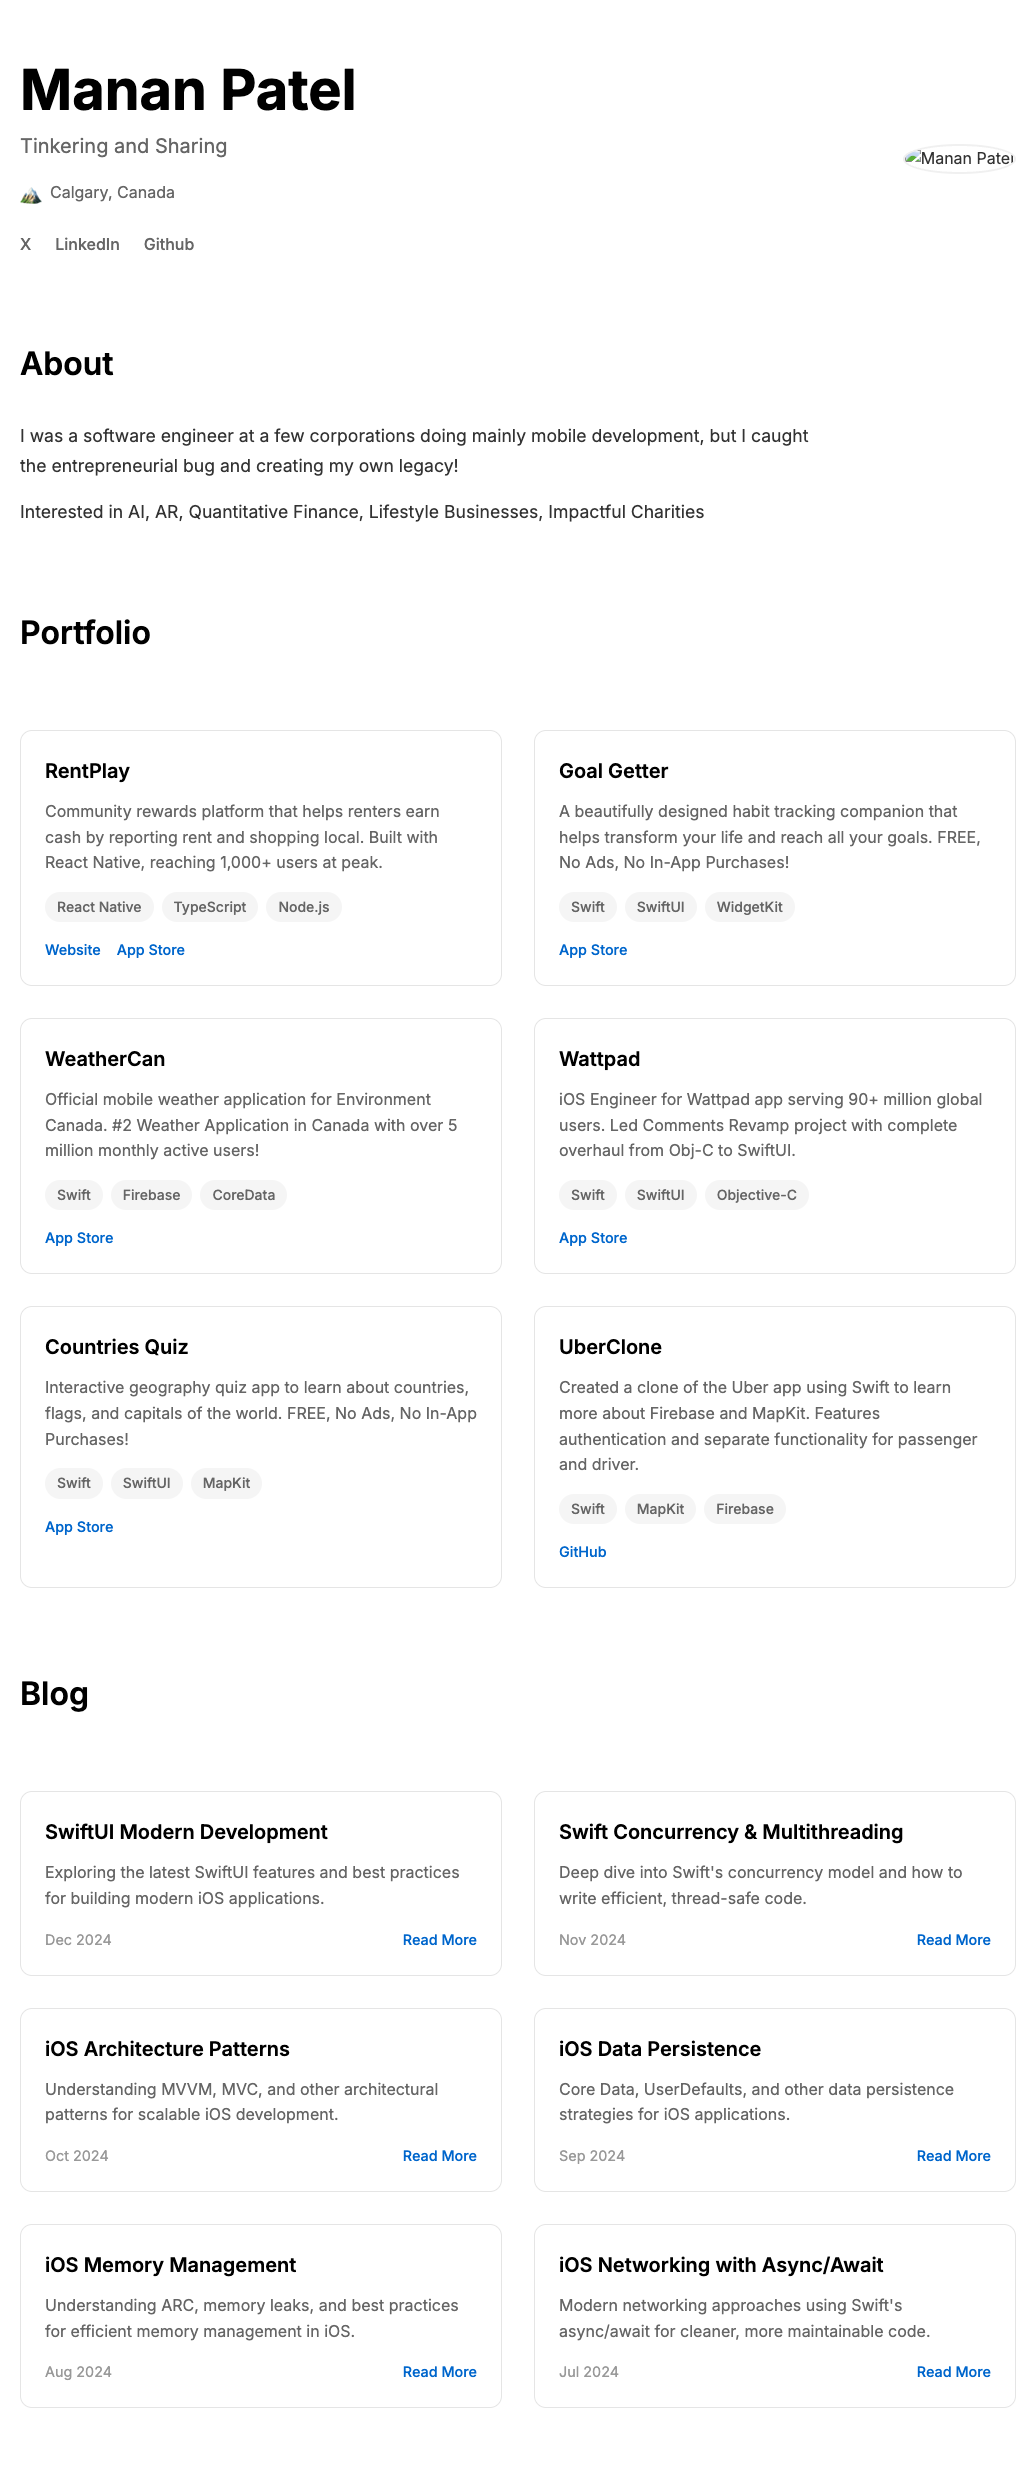 Manan Patel
Tinkering and Sharing
Manan Patel
Calgary, Canada
X LinkedIn Github
About
I was a software engineer at a few corporations doing mainly mobile development, but I caught
the entrepreneurial bug and creating my own legacy!
Interested in AI, AR, Quantitative Finance, Lifestyle Businesses, Impactful Charities
Portfolio
RentPlay
Community rewards platform that helps renters earn
cash by reporting rent and shopping local. Built with
React Native, reaching 1,000+ users at peak.
React Native TypeScript Node.js
Website App Store
Goal Getter
A beautifully designed habit tracking companion that
helps transform your life and reach all your goals. FREE,
No Ads, No In-App Purchases!
Swift SwiftUI WidgetKit
App Store
WeatherCan
Official mobile weather application for Environment
Canada. #2 Weather Application in Canada with over 5
million monthly active users!
Swift Firebase CoreData
App Store
Wattpad
iOS Engineer for Wattpad app serving 90+ million global
users. Led Comments Revamp project with complete
overhaul from Obj-C to SwiftUI.
Swift SwiftUI Objective-C
App Store
Countries Quiz
Interactive geography quiz app to learn about countries,
flags, and capitals of the world. FREE, No Ads, No In-App
Purchases!
Swift SwiftUI MapKit
App Store
UberClone
Created a clone of the Uber app using Swift to learn
more about Firebase and MapKit. Features
authentication and separate functionality for passenger
and driver.
Swift MapKit Firebase
GitHub
Blog
SwiftUI Modern Development
Exploring the latest SwiftUI features and best practices
for building modern iOS applications.
Dec 2024 Read More
Swift Concurrency & Multithreading
Deep dive into Swift's concurrency model and how to
write efficient, thread-safe code.
Nov 2024 Read More
iOS Architecture Patterns
Understanding MVVM, MVC, and other architectural
patterns for scalable iOS development.
Oct 2024 Read More
iOS Data Persistence
Core Data, UserDefaults, and other data persistence
strategies for iOS applications.
Sep 2024 Read More
iOS Memory Management
Understanding ARC, memory leaks, and best practices
for efficient memory management in iOS.
Aug 2024 Read More
iOS Networking with Async/Await
Modern networking approaches using Swift's
async/await for cleaner, more maintainable code.
Jul 2024 Read More